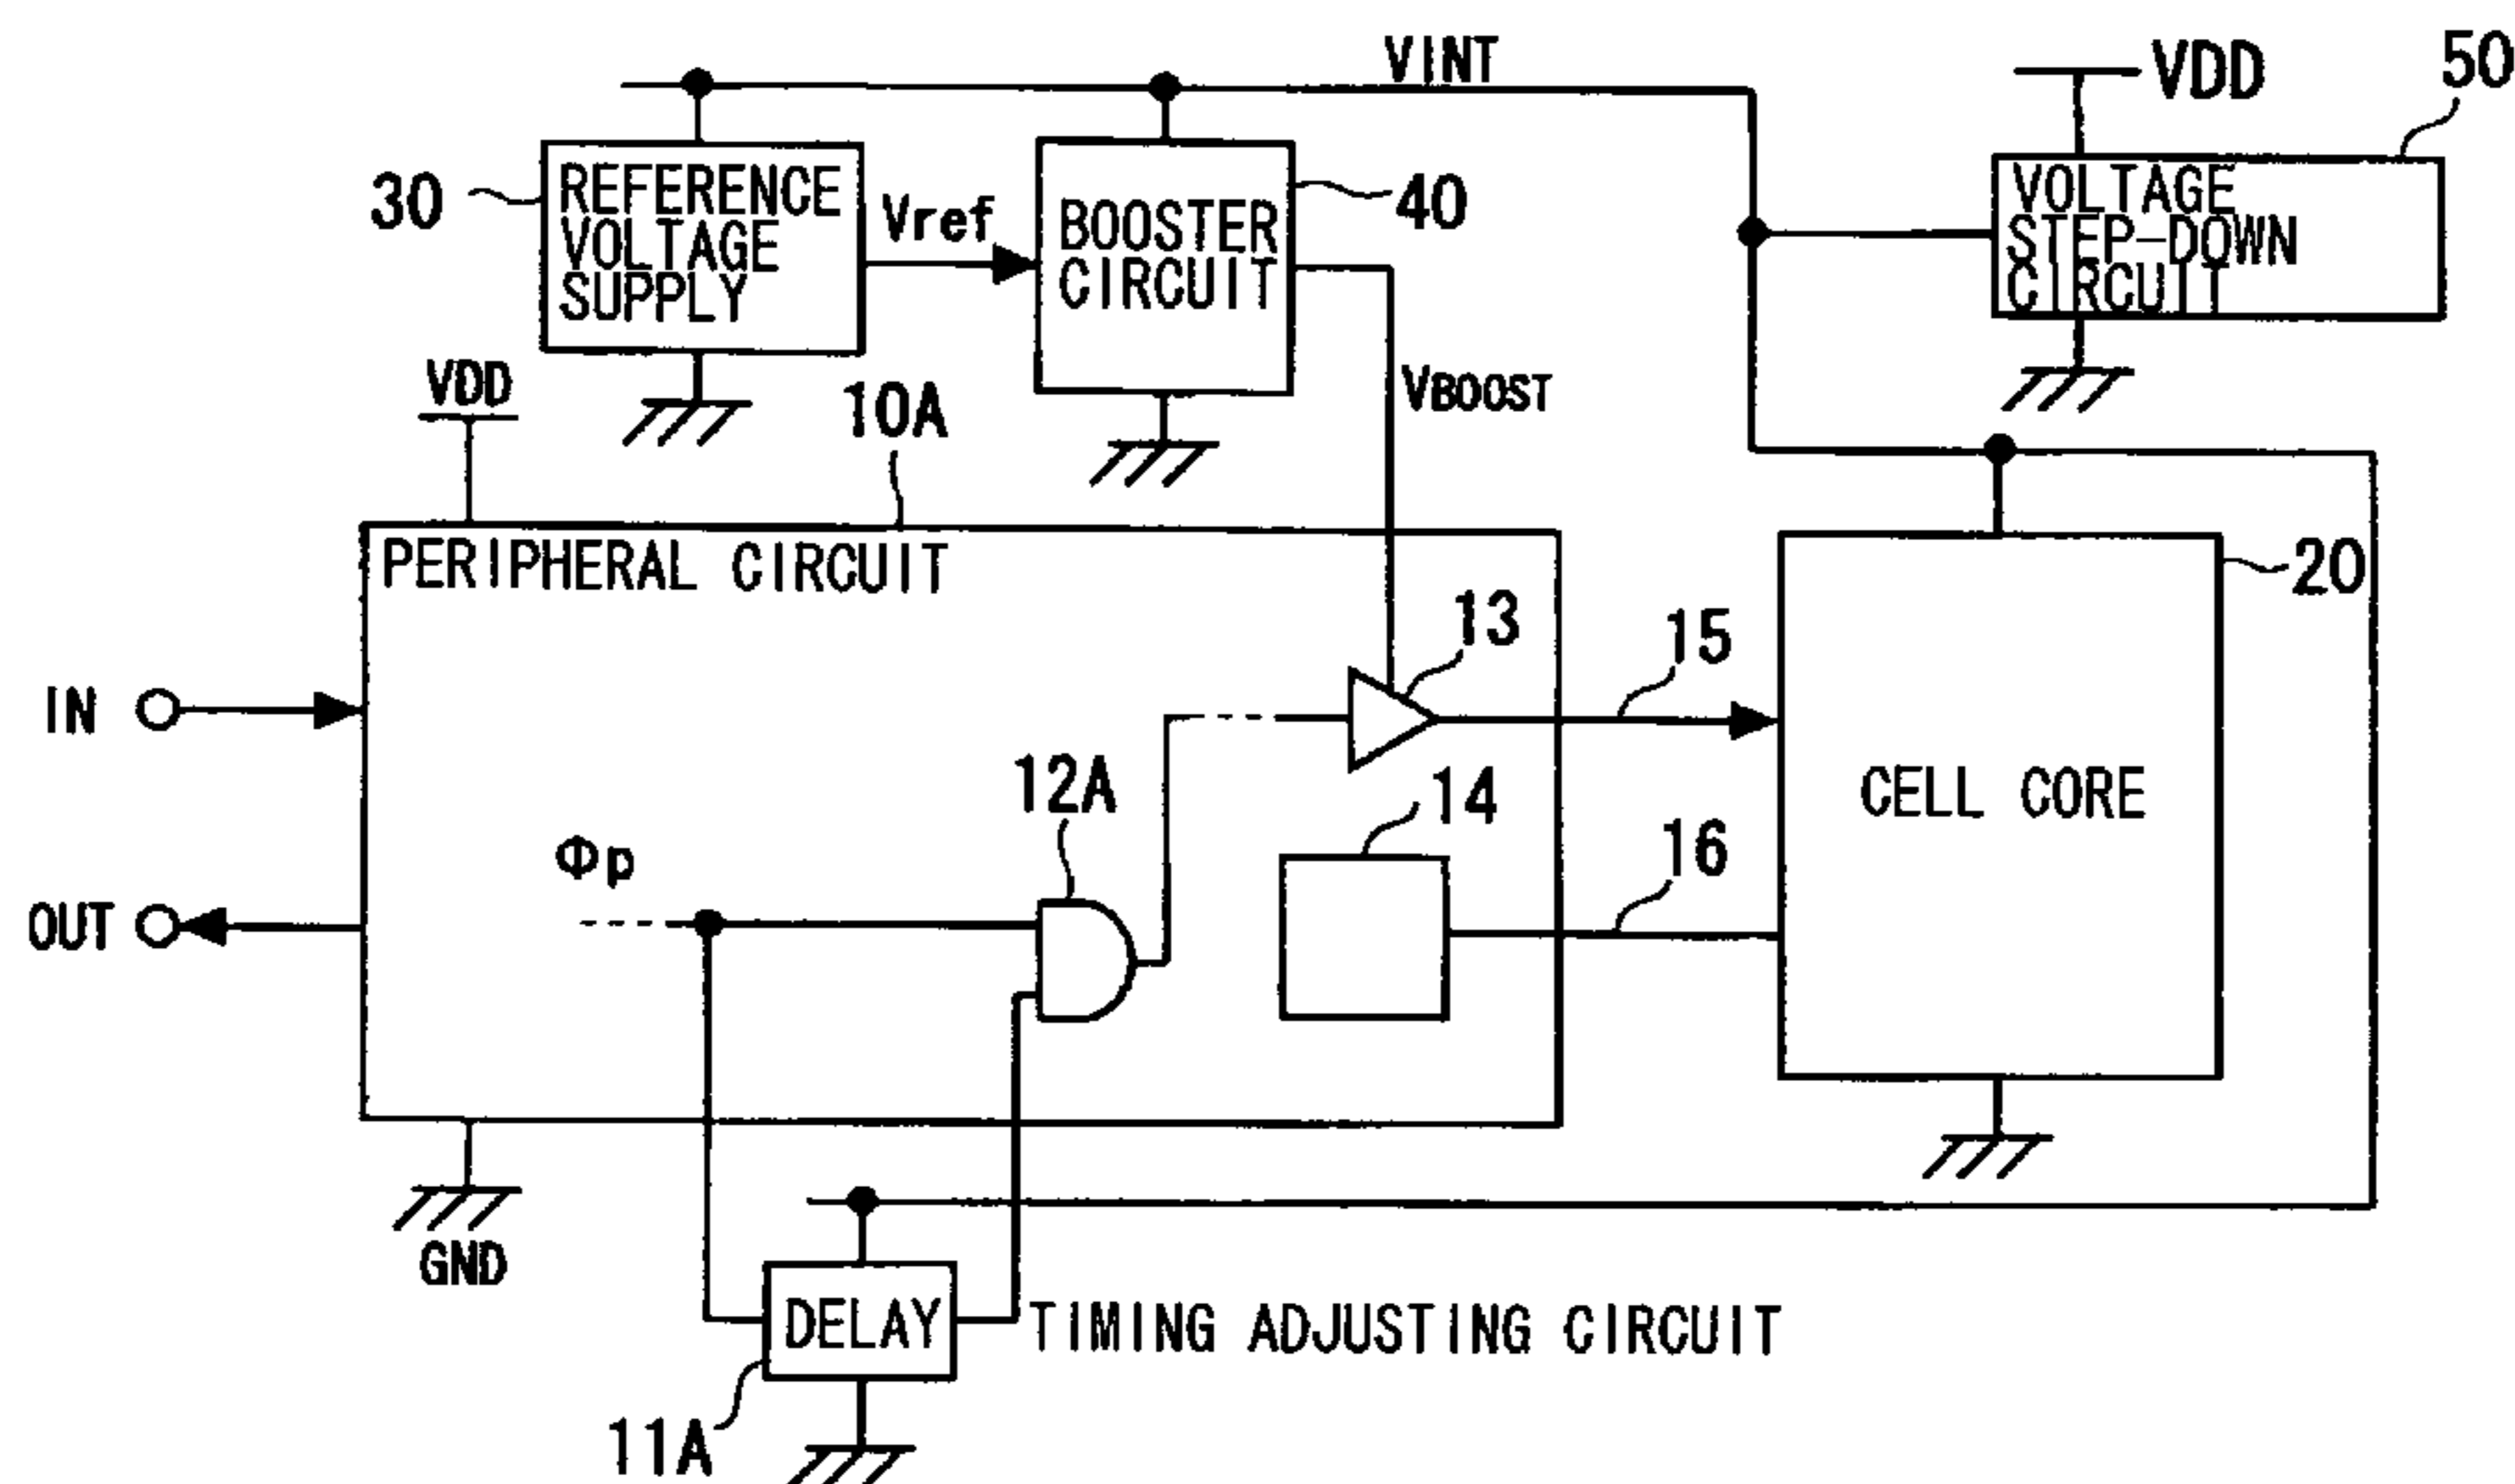 VINT
VDD
50
30
REFERENCE
VOLTAGE
SUPPLY
Vref
BOOSTER
CIRCUIT
40
VOLTAGE
STEP-DOWN
CIRCUIT
VDD
10A
VBOOST
PERIPHERAL CIRCUIT
13
15
20
IN
12A
14
16
CELL CORE
Φp
OUT
GND
DELAY
TIMING ADJUSTING CIRCUIT
11A